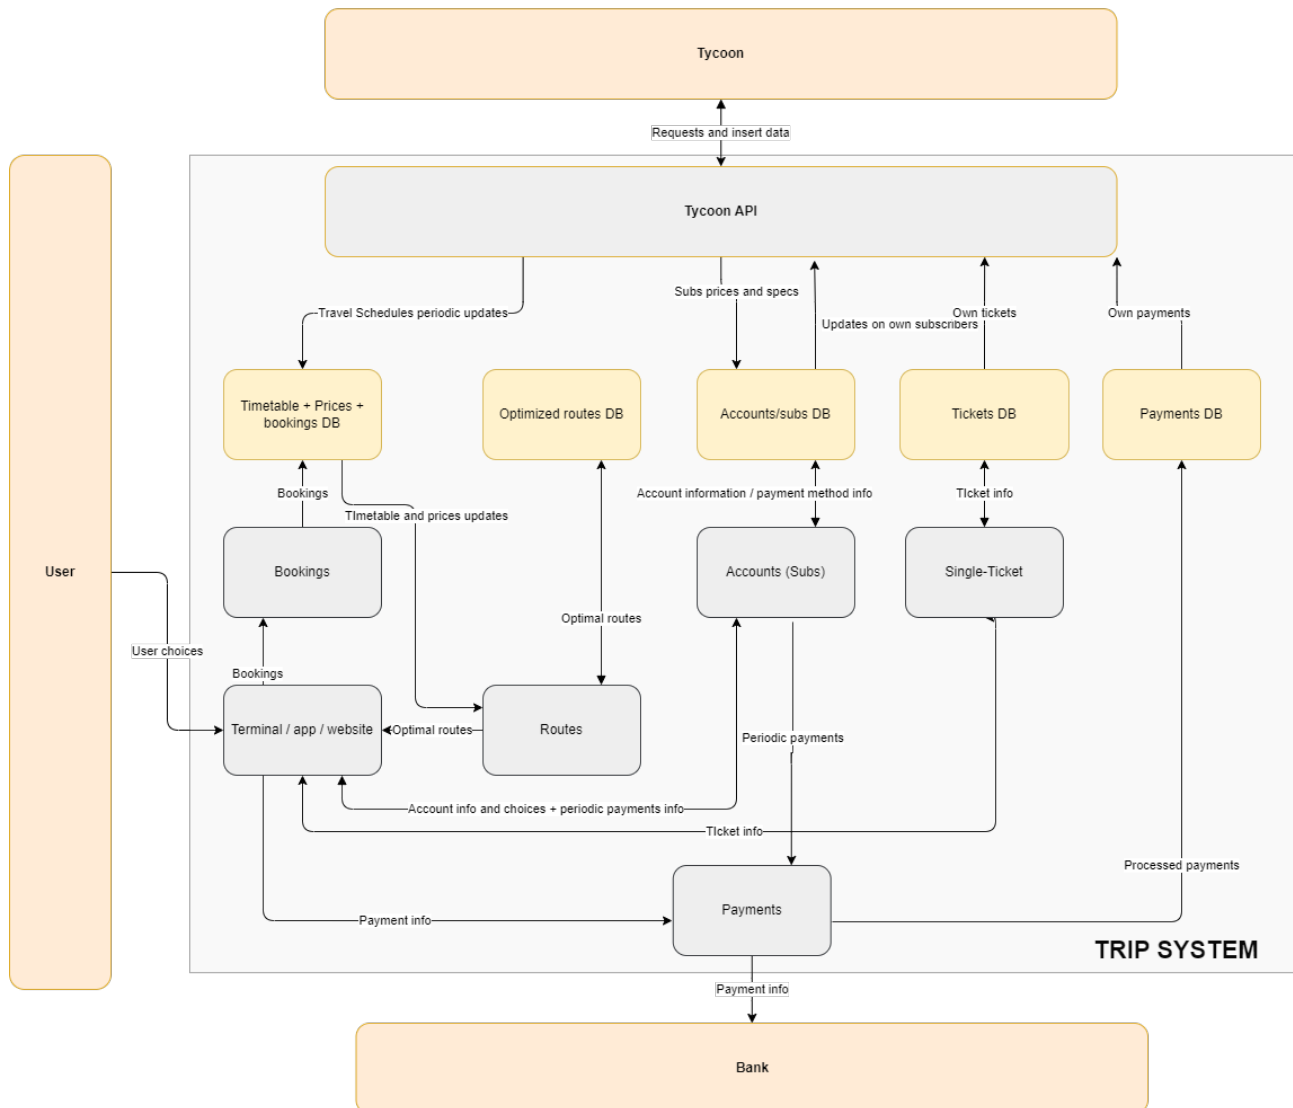 Tycoon
Requests and insert data
Tycoon API
Subs prices and specs
Travel Schedules periodic updates
Updates on own subscribers
Own tickets
Own payments
Timetable + Prices +
bookings DB
Optimized routes DB
Accounts/subs DB
Tickets DB
Payments DB
Bookings
TImetable and prices updates
Account information / payment method info
TIcket info
User
Bookings
Accounts (Subs)
Single-Ticket
Optimal routes
User choices
Bookings
Terminal / app / website
Optimal routes
Routes
Periodic payments
Account info and choices + periodic payments info
TIcket info
Processed payments
Payments
Payment info
TRIP SYSTEM
Payment info
Bank